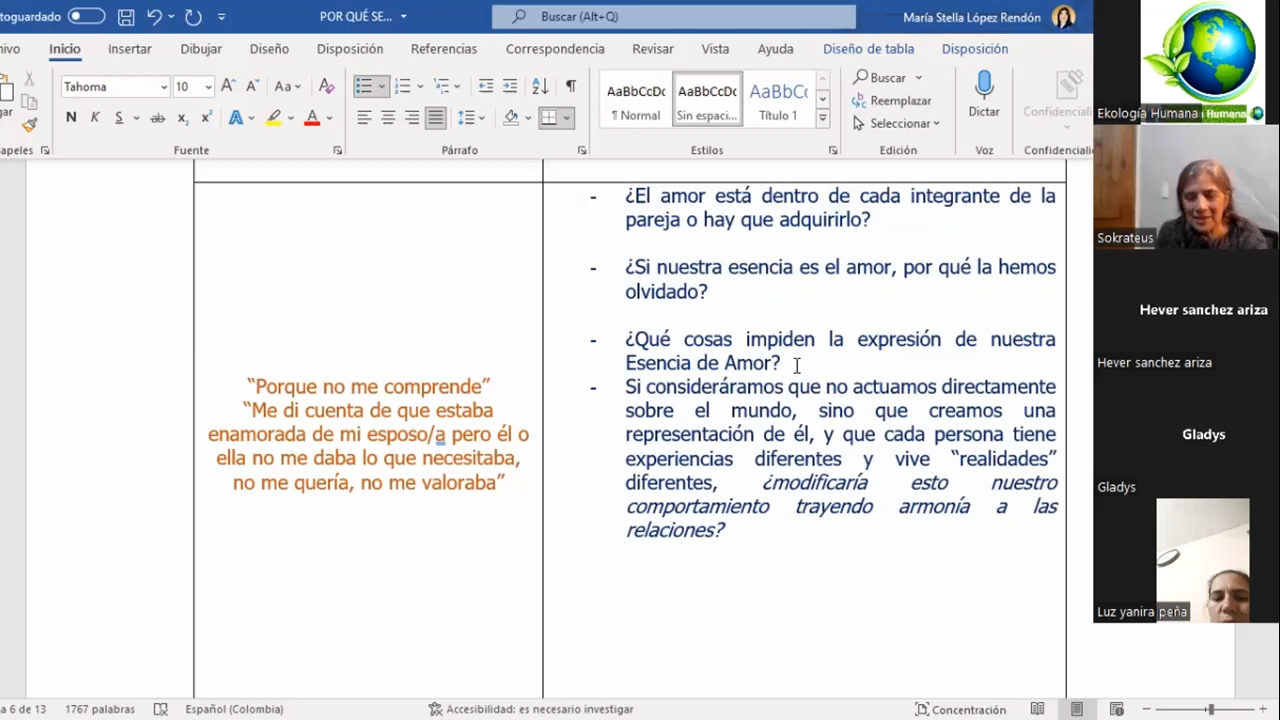 toguardado
POR QUÉ SE...
Buscar (Alt+Q)
María Stella López Rendón
Inicio
Insertar
Dibujar
Diseño
Disposición
Referencias
Correspondencia
Revisar
Vista
Ayuda
Diseño de tabla
Disposición
Tahoma
10
Aa
N
K
S
ab
x₂
x²
A
A
AaBbCcDc
¶ Normal
AaBbCcDc
Sin espaci...
AaBbC
Título 1
Buscar
Reemplazar
Seleccionar
Dictar
Confidencialidad
Fuente
Párrafo
Estilos
Edición
Voz
¿El amor está dentro de cada integrante de la
pareja o hay que adquirirlo?
¿Si nuestra esencia es el amor, por qué la hemos
olvidado?
¿Qué cosas impiden la expresión de nuestra
Esencia de Amor?
Si consideráramos que no actuamos directamente
sobre el mundo, sino que creamos una
representación de él, y que cada persona tiene
experiencias diferentes y vive “realidades”
diferentes, ¿modificaría esto nuestro
comportamiento trayendo armonía a las
relaciones?
“Porque no me comprende”
“Me di cuenta de que estaba
enamorada de mi esposo/a pero él o
ella no me daba lo que necesitaba,
no me quería, no me valoraba”
Ekología Humana
Humana
Sokrateus
Hever sanchez ariza
Hever sanchez ariza
Gladys
Gladys
Luz yanira peña
a 6 de 13
1767 palabras
Español (Colombia)
Accesibilidad: es necesario investigar
Concentración